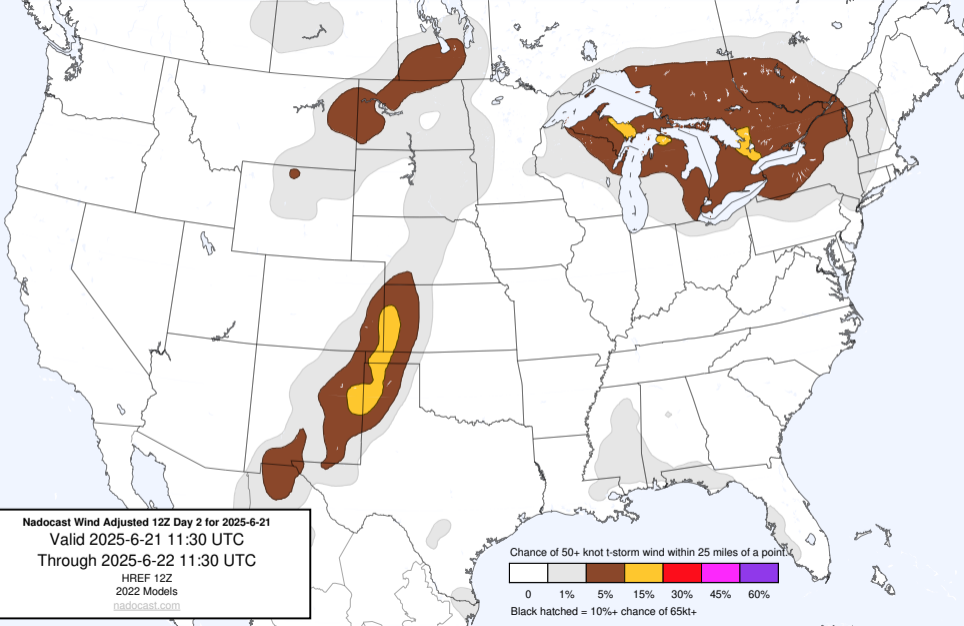 Nadocast Wind Adjusted 12Z Day 2 for 2025-6-21
Valid 2025-6-21 11:30 UTC
Through 2025-6-22 11:30 UTC
HREF 12Z
2022 Models
nadocast.com
Chance of 50+ knot t-storm wind within 25 miles of a point.
0 1% 5% 15% 30% 45% 60%
Black hatched = 10%+ chance of 65kt+